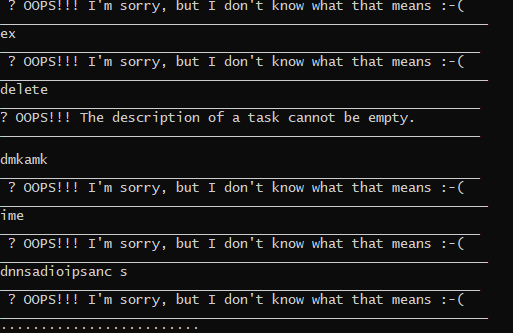 ? OOPS!!! I'm sorry, but I don't know what that means :-(
ex
? OOPS!!! I'm sorry, but I don't know what that means :-(
delete
? OOPS!!! The description of a task cannot be empty.
dmkamk
? OOPS!!! I'm sorry, but I don't know what that means :-(
ime
? OOPS!!! I'm sorry, but I don't know what that means :-(
dnnsadioipsanc s
? OOPS!!! I'm sorry, but I don't know what that means :-(